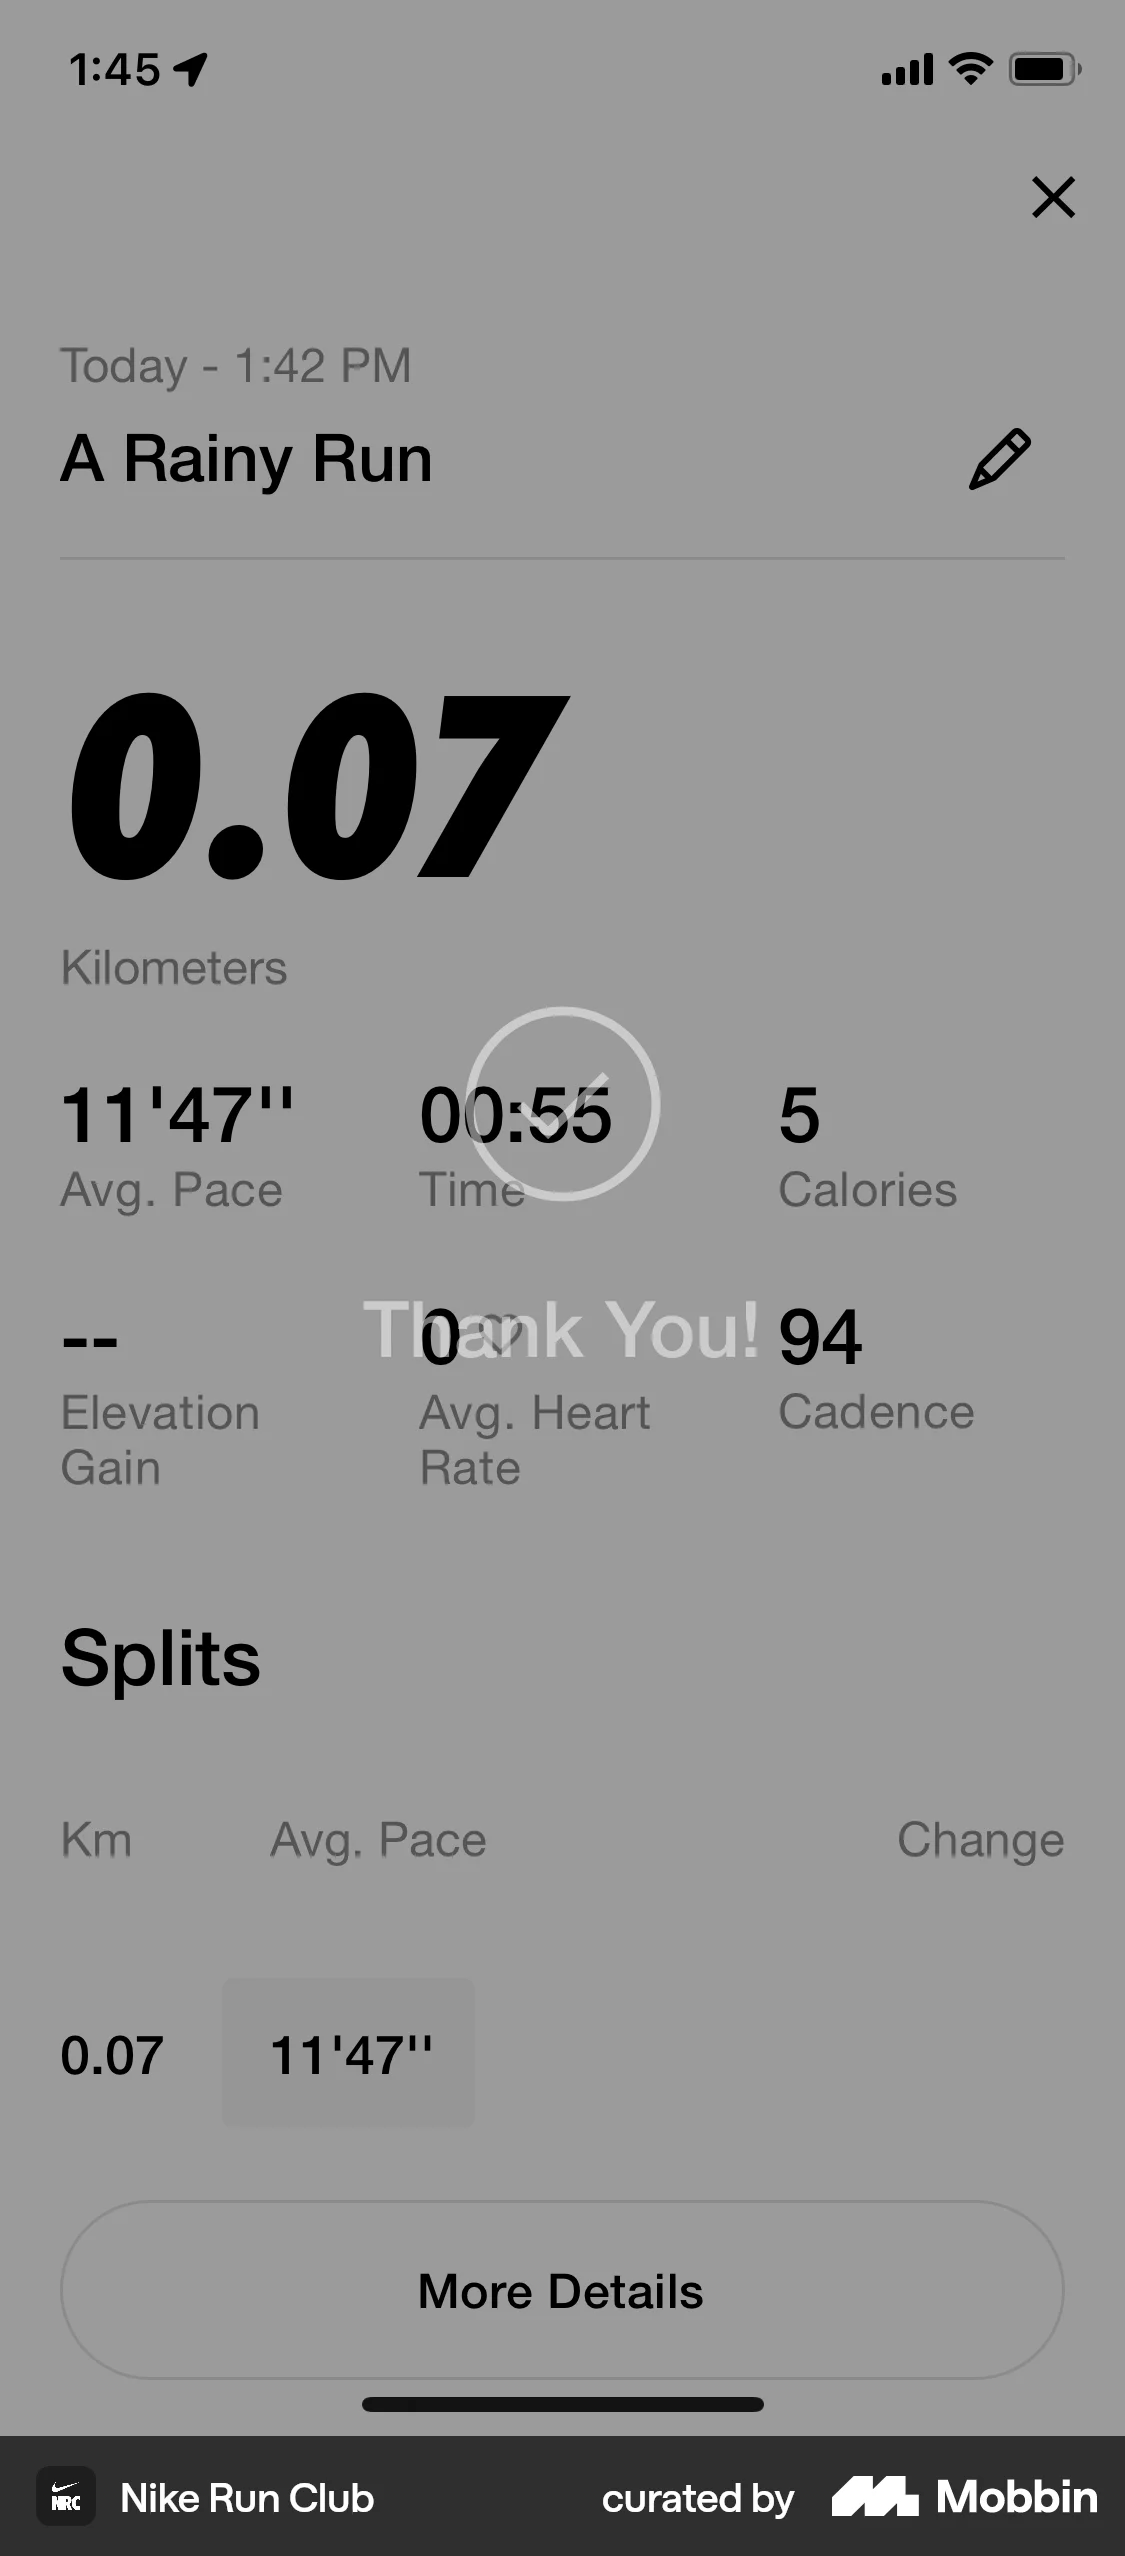 1:45
Today - 1:42 PM
A Rainy Run
0.07
Kilometers
11'47'' 00:55 5
Avg. Pace Time Calories
Thank You!
-- 0 94
Elevation Gain Avg. Heart Rate Cadence
Splits
Km Avg. Pace Change
0.07 11'47''
More Details
NRC Nike Run Club curated by Mobbin